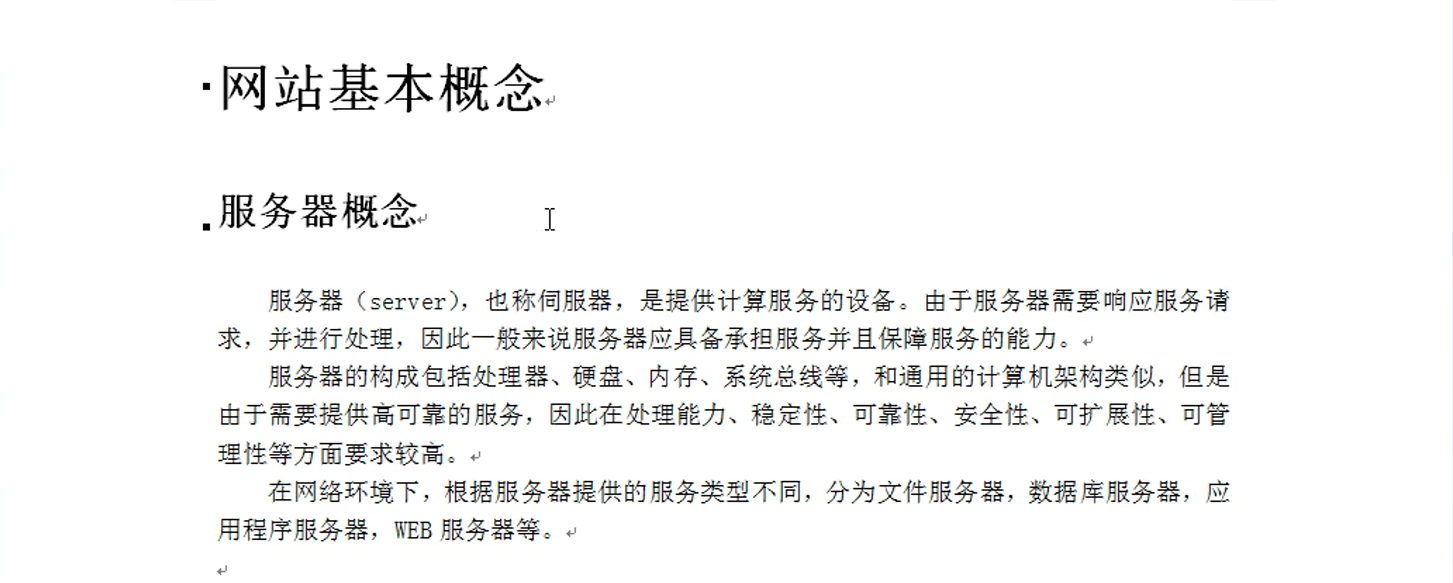 网站基本概念
服务器概念
服务器（server），也称伺服器，是提供计算服务的设备。由于服务器需要响应服务请
求，并进行处理，因此一般来说服务器应具备承担服务并且保障服务的能力。
服务器的构成包括处理器、硬盘、内存、系统总线等，和通用的计算机架构类似，但是
由于需要提供高可靠的服务，因此在处理能力、稳定性、可靠性、安全性、可扩展性、可管
理性等方面要求较高。
在网络环境下，根据服务器提供的服务类型不同，分为文件服务器，数据库服务器，应
用程序服务器，WEB 服务器等。